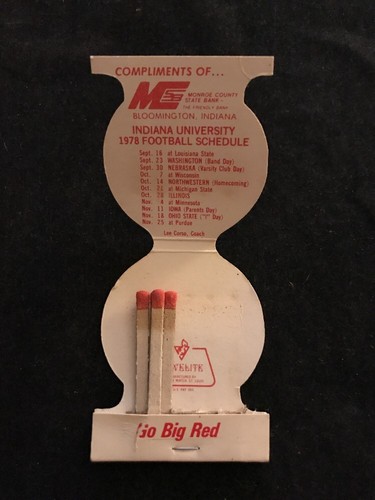 COMPLIMENTS OF...
MONROE COUNTY
STATE BANK
THE FRIENDLY BANK
BLOOMINGTON, INDIANA
INDIANA UNIVERSITY
1978 FOOTBALL SCHEDULE
Sept. 16 at Louisiana State
Sept. 23 WASHINGTON (Band Day)
Sept. 30 NEBRASKA (Varsity Club Day)
Oct. 7 at Wisconsin
Oct. 14 NORTHWESTERN (Homecoming)
Oct. 21 at Michigan State
Oct. 28 ILLINOIS
Nov. 4 at Minnesota
Nov. 11 IOWA (Parents Day)
Nov. 18 OHIO STATE ("I" Day)
Nov. 25 at Purdue
Lee Corso, Coach
Go Big Red